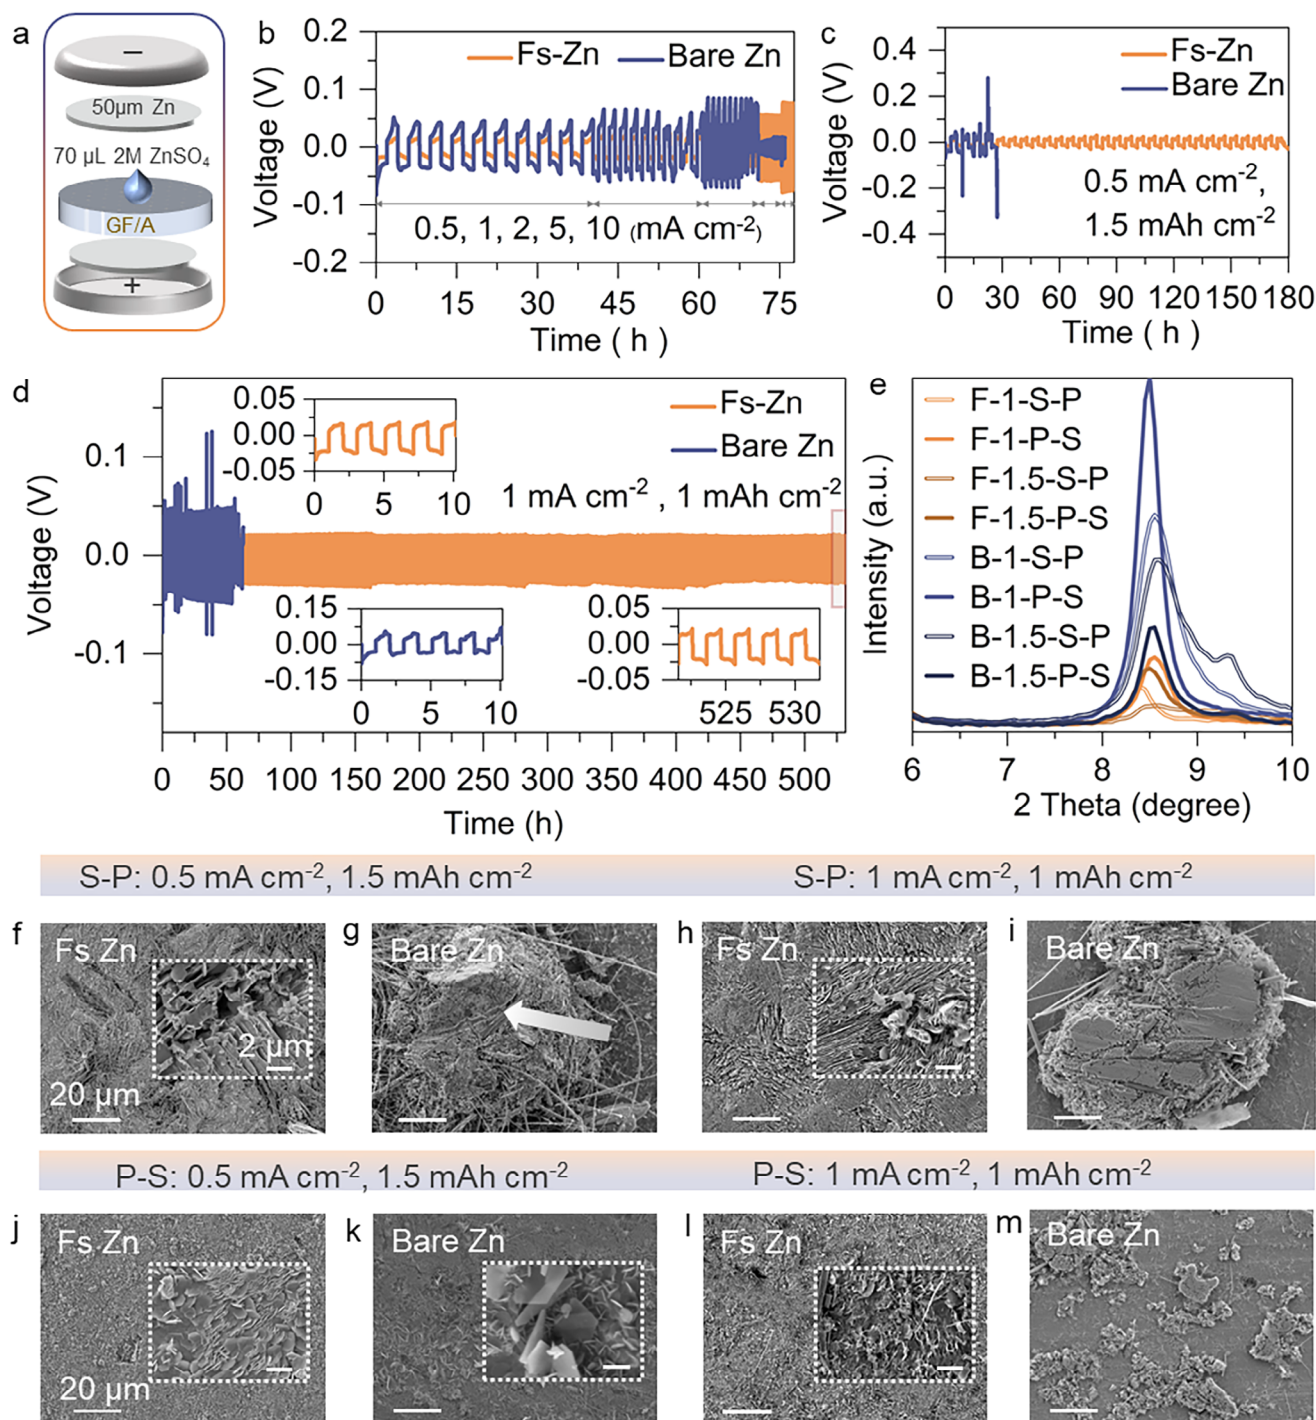 a
−
50μm Zn
70 μL 2M ZnSO₄
GF/A
+
b
Fs-Zn
Bare Zn
Voltage (V)
0.2
0.1
0.0
-0.1
-0.2
0.5, 1, 2, 5, 10 (mA cm⁻²)
0 15 30 45 60 75
Time ( h )
c
Fs-Zn
Bare Zn
Voltage (V)
0.4
0.2
0.0
-0.2
-0.4
0.5 mA cm⁻²,
1.5 mAh cm⁻²
0 30 60 90 120 150 180
Time ( h )
d
Fs-Zn
Bare Zn
1 mA cm⁻² , 1 mAh cm⁻²
Voltage (V)
0.1
0.0
-0.1
0.05
0.00
-0.05
0 5 10
0.15
0.00
-0.15
0 5 10
0.05
0.00
-0.05
525 530
0 50 100 150 200 250 300 350 400 450 500
Time (h)
e
Intensity (a.u.)
F-1-S-P
F-1-P-S
F-1.5-S-P
F-1.5-P-S
B-1-S-P
B-1-P-S
B-1.5-S-P
B-1.5-P-S
6 7 8 9 10
2 Theta (degree)
S-P: 0.5 mA cm⁻², 1.5 mAh cm⁻²
S-P: 1 mA cm⁻², 1 mAh cm⁻²
f
Fs Zn
2 μm
20 μm
g
Bare Zn
h
Fs Zn
i
Bare Zn
P-S: 0.5 mA cm⁻², 1.5 mAh cm⁻²
P-S: 1 mA cm⁻², 1 mAh cm⁻²
j
Fs Zn
20 μm
k
Bare Zn
l
Fs Zn
m
Bare Zn